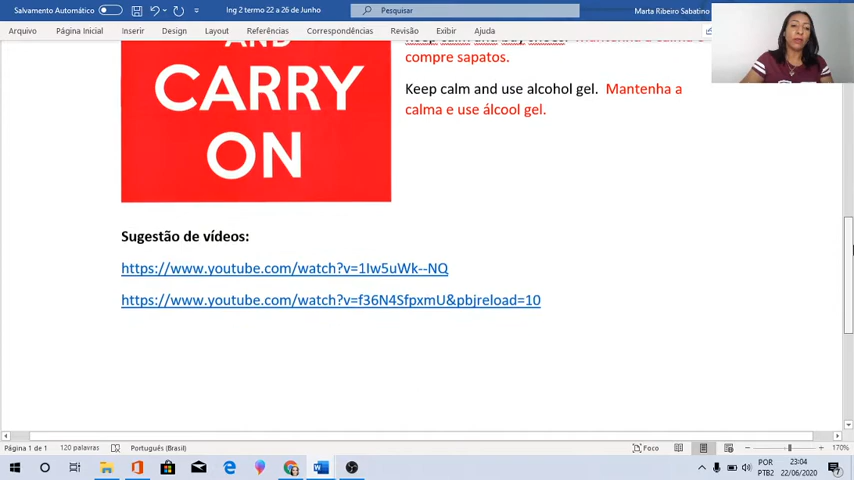 Salvamento Automático
Ing 2 termo 22 a 26 de Junho
Pesquisar
Marta Ribeiro Sabatino
Arquivo Página Inicial Inserir Design Layout Referências Correspondências Revisão Exibir Ajuda
AND
CARRY
ON
compre sapatos.
Keep calm and use alcohol gel. Mantenha a
calma e use álcool gel.
Sugestão de vídeos:
https://www.youtube.com/watch?v=1Iw5uWk--NQ
https://www.youtube.com/watch?v=f36N4SfpxmU&pbjreload=10
Página 1 de 1 120 palavras Português (Brasil) Foco 170%
POR 23:04
PTB2 22/06/2020